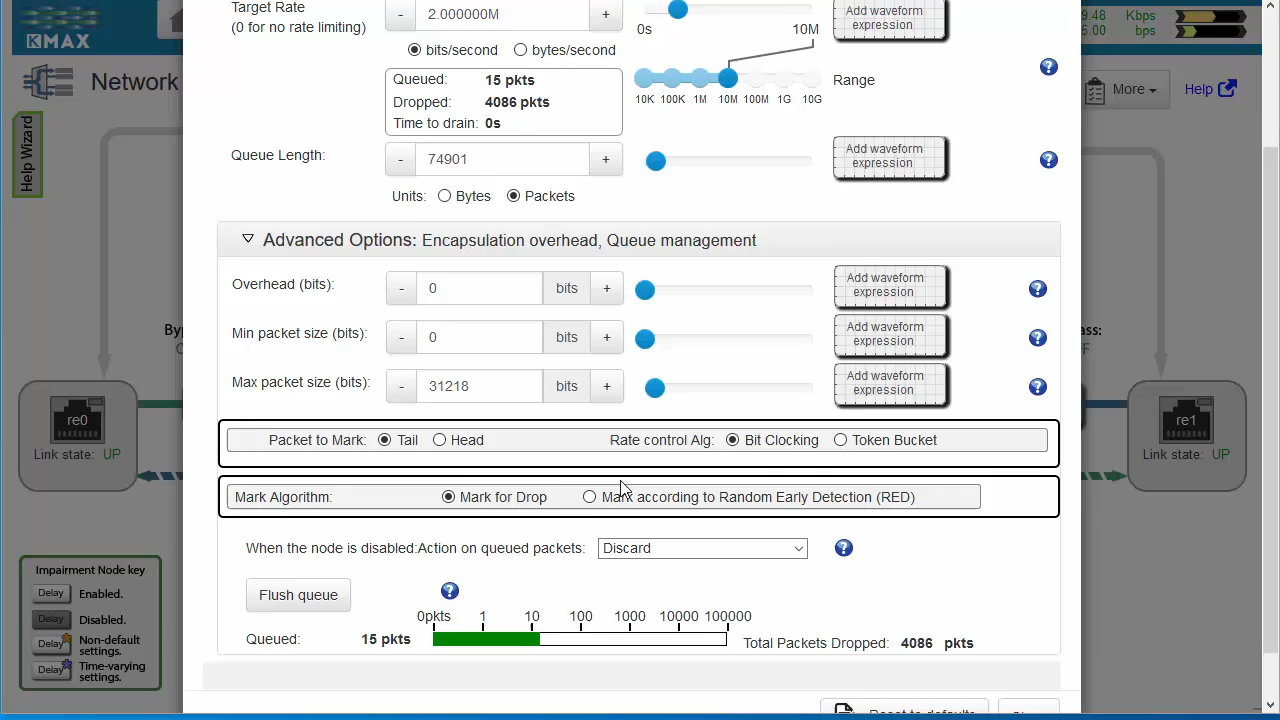 KMAX
Network
Help Wizard
Target Rate
(0 for no rate limiting)
- 2.000000M +
0s 10M
Add waveform
expression
bits/second bytes/second
Queued: 15 pkts
Dropped: 4086 pkts
Time to drain: 0s
10K 100K 1M 10M 100M 1G 10G
Range
?
Queue Length:
- 74901 +
Add waveform
expression
?
Units: Bytes Packets
Advanced Options: Encapsulation overhead, Queue management
Overhead (bits):
- 0 bits +
Add waveform
expression
?
Min packet size (bits):
- 0 bits +
Add waveform
expression
?
Max packet size (bits):
- 31218 bits +
Add waveform
expression
?
Packet to Mark: Tail Head Rate control Alg: Bit Clocking Token Bucket
Mark Algorithm: Mark for Drop Mark according to Random Early Detection (RED)
When the node is disabled:Action on queued packets: Discard ?
Flush queue ?
0pkts 1 10 100 1000 10000 100000
Queued: 15 pkts
Total Packets Dropped: 4086 pkts
Reset to defaults
9.48 Kbps
5.00 bps
More
Help
re0
Link state: UP
re1
Link state: UP
Impairment Node key
Delay Enabled.
Delay Disabled.
Delay Non-default
settings.
Delay Time-varying
settings.